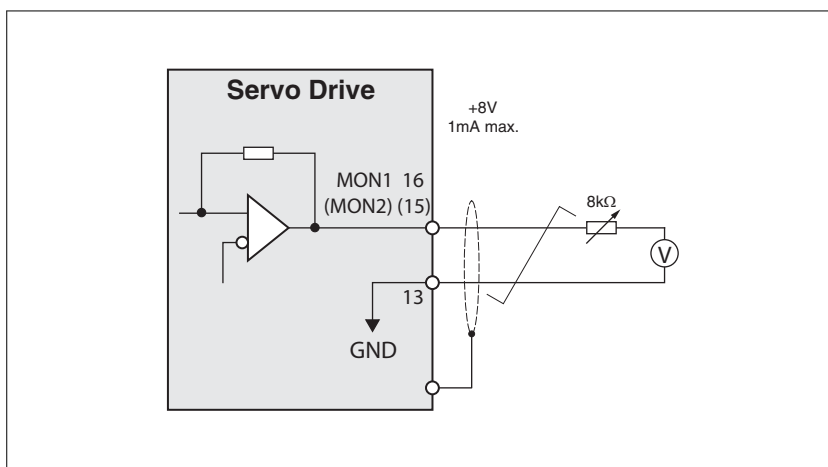 Servo Drive
+8V
1mA max.
MON1 16
(MON2) (15)
8kΩ
V
13
GND